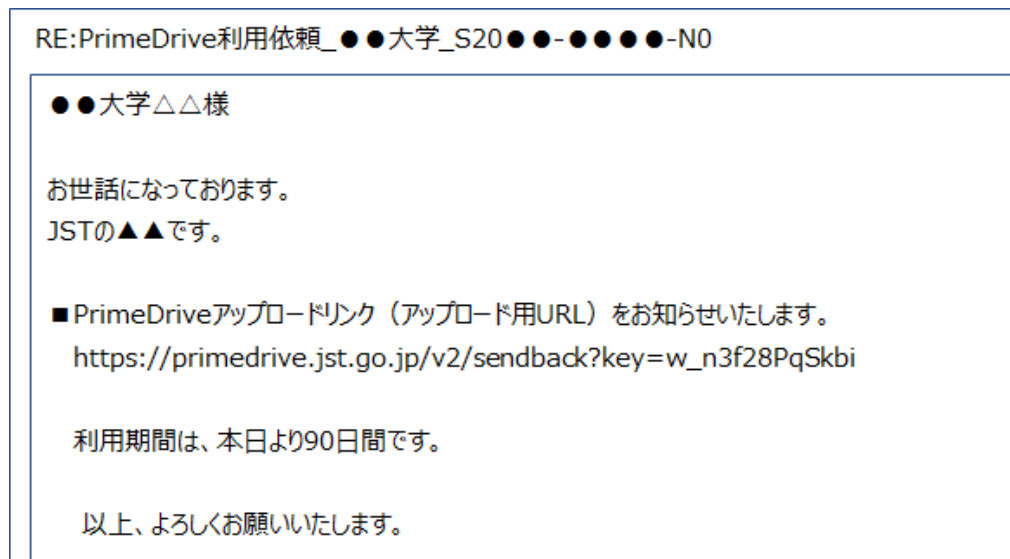 RE:PrimeDrive利用依頼_●●大学_S20●●-●●●●-N0
●●大学△△様
お世話になっております。
JSTの▲▲です。
■PrimeDriveアップロードリンク（アップロード用URL）をお知らせいたします。
https://primedrive.jst.go.jp/v2/sendback?key=w_n3f28PqSkbi
利用期間は、本日より90日間です。
以上、よろしくお願いいたします。